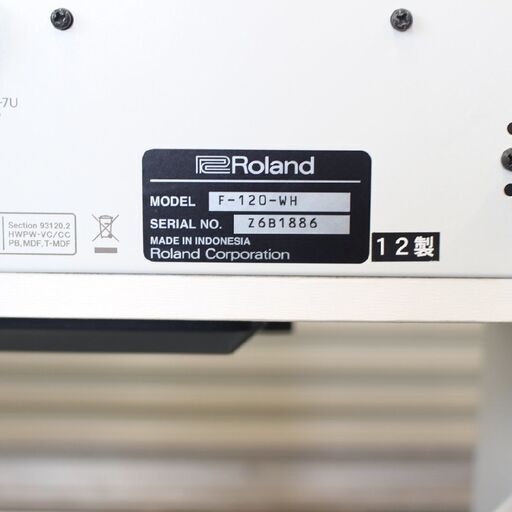 -7U
Section 93120.2
HWPW-VC/CC
PB,MDF,T-MDF
Roland
MODEL F-120-WH
SERIAL NO. Z6B1886
MADE IN INDONESIA
Roland Corporation
12製